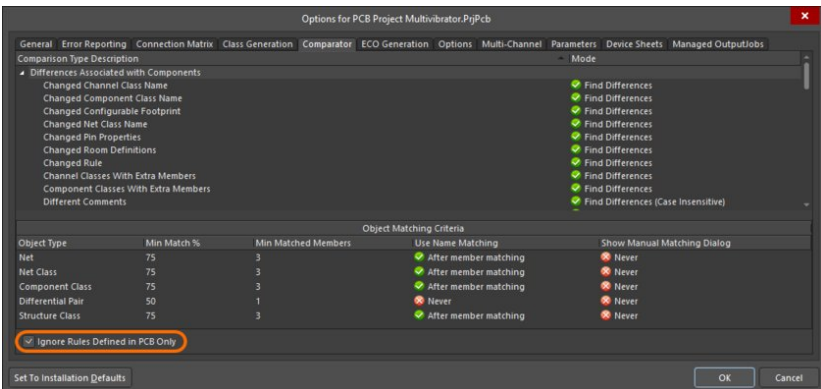 Options for PCB Project Multivibrator.PrjPcb
General Error Reporting Connection Matrix Class Generation Comparator ECO Generation Options Multi-Channel Parameters Device Sheets Managed OutputJobs
Comparison Type Description Mode
Differences Associated with Components
Changed Channel Class Name Find Differences
Changed Component Class Name Find Differences
Changed Configurable Footprint Find Differences
Changed Net Class Name Find Differences
Changed Pin Properties Find Differences
Changed Room Definitions Find Differences
Changed Rule Find Differences
Channel Classes With Extra Members Find Differences
Component Classes With Extra Members Find Differences
Different Comments Find Differences (Case Insensitive)
Object Matching Criteria
Object Type Min Match % Min Matched Members Use Name Matching Show Manual Matching Dialog
Net 75 3 After member matching Never
Net Class 75 3 After member matching Never
Component Class 75 3 After member matching Never
Differential Pair 50 1 Never Never
Structure Class 75 3 After member matching Never
Ignore Rules Defined in PCB Only
Set To Installation Defaults OK Cancel